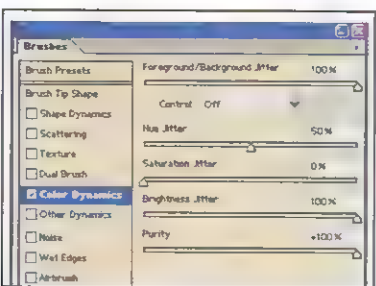 Brushes
Brush Presets
Brush Tip Shape
Shape Dynamics
Scattering
Texture
Dual Brush
Color Dynamics
Other Dynamics
Noise
Wet Edges
Airbrush
Foreground/Background Jitter 100%
Control Off
Hue Jitter 50%
Saturation Jitter 0%
Brightness Jitter 100%
Purity +100%